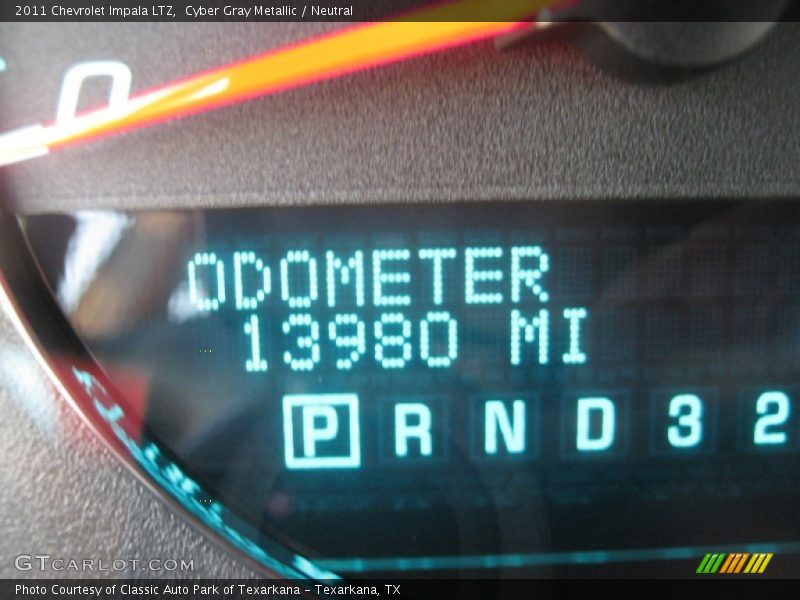 2011 Chevrolet Impala LTZ, Cyber Gray Metallic / Neutral
0
ODOMETER
13980 MI
P R N D 3 2
GTCARLOT.COM
Photo Courtesy of Classic Auto Park of Texarkana - Texarkana, TX